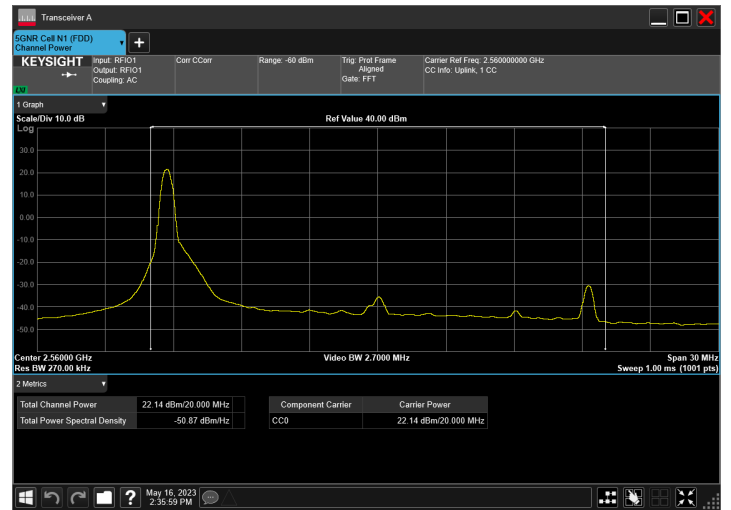 Transceiver A
5GNR Cell N1 (FDD)
Channel Power
KEYSIGHT
LXI
Input: RFIO1
Output: RFIO1
Coupling: AC
Corr CCorr
Range: -60 dBm
Trig: Prot Frame
Aligned
Gate: FFT
Carrier Ref Freq: 2.560000000 GHz
CC Info: Uplink, 1 CC
1 Graph
Scale/Div 10.0 dB
Ref Value 40.00 dBm
Log
30.0
20.0
10.0
0.00
-10.0
-20.0
-30.0
-40.0
-50.0
Center 2.56000 GHz
Video BW 2.7000 MHz
Span 30 MHz
Res BW 270.00 kHz
Sweep 1.00 ms (1001 pts)
2 Metrics
Total Channel Power 22.14 dBm/20.000 MHz
Total Power Spectral Density -50.87 dBm/Hz
Component Carrier Carrier Power
CC0 22.14 dBm/20.000 MHz
?
May 16, 2023
2:35:59 PM